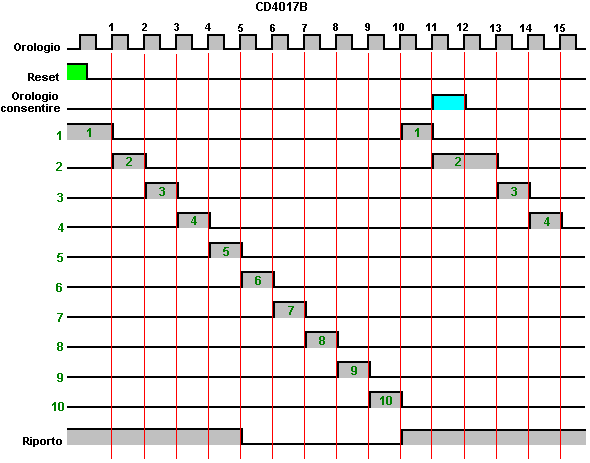 CD4017B
1 2 3 4 5 6 7 8 9 10 11 12 13 14 15
Orologio
Reset
Orologio
consentire
1 1 1
2 2 2
3 3 3
4 4 4
5 5
6 6
7 7
8 8
9 9
10 10
Riporto